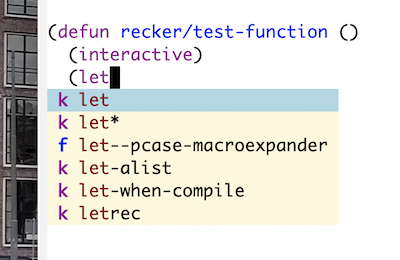 (defun recker/test-function ()
  (interactive)
  (let
k let
k let*
f let--pcase-macroexpander
k let-alist
k let-when-compile
k letrec